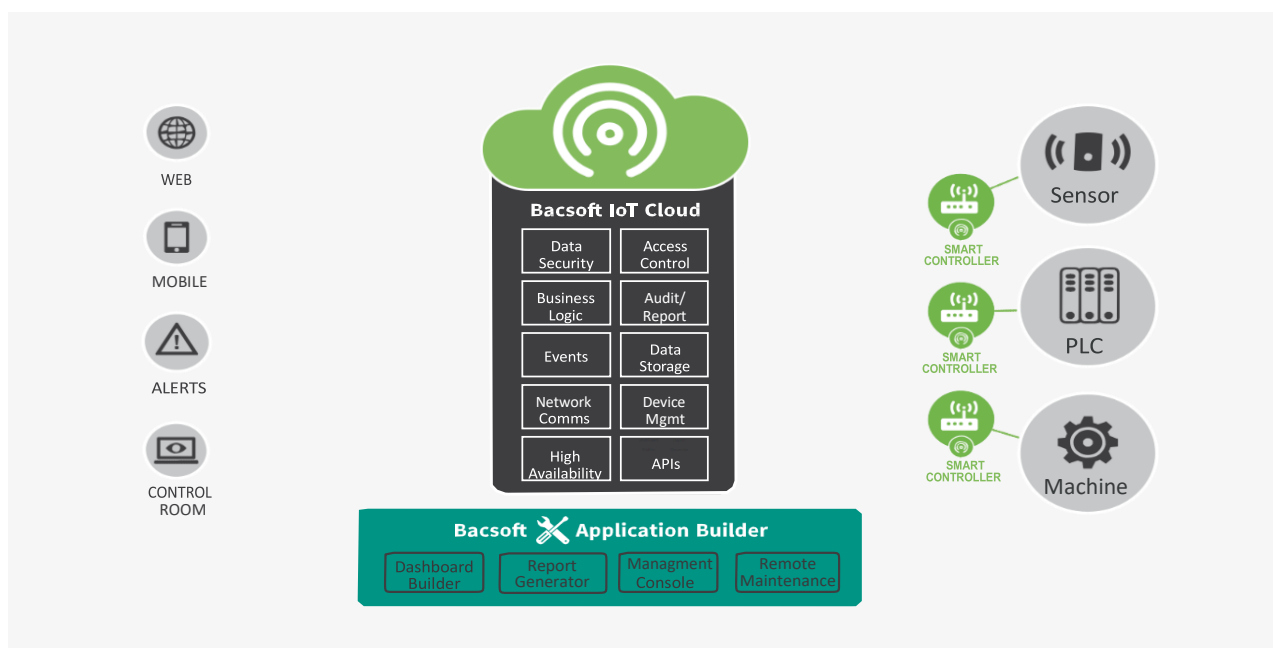 WEB
MOBILE
ALERTS
CONTROL
ROOM
Bacsoft IoT Cloud
Data
Security
Access
Control
Business
Logic
Audit/
Report
Events
Data
Storage
Network
Comms
Device
Mgmt
High
Availability
APIs
Bacsoft Application Builder
Dashboard
Builder
Report
Generator
Managment
Console
Remote
Maintenance
SMART
CONTROLLER
Sensor
SMART
CONTROLLER
PLC
SMART
CONTROLLER
Machine